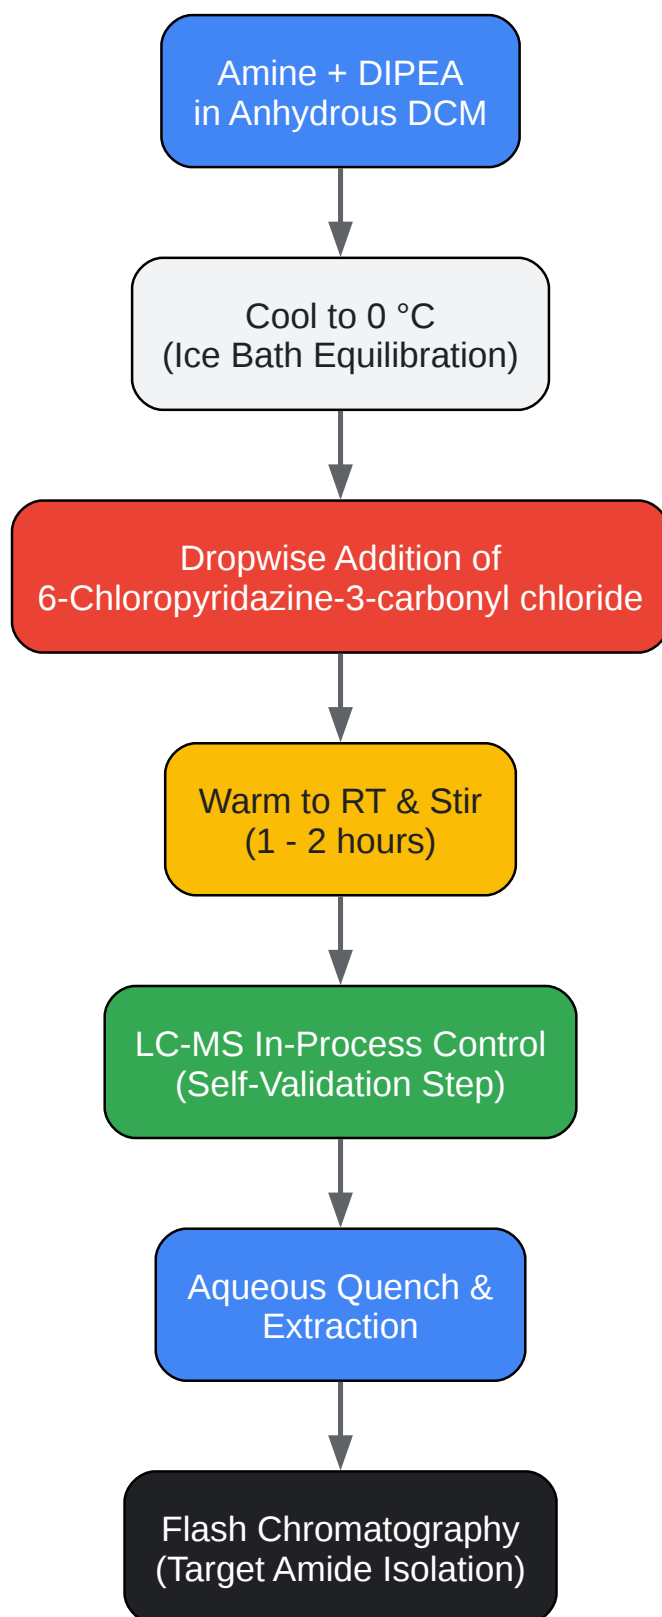 Amine + DIPEA
in Anhydrous DCM
Cool to 0 °C
(Ice Bath Equilibration)
Dropwise Addition of
6-Chloropyridazine-3-carbonyl chloride
Warm to RT & Stir
(1 - 2 hours)
LC-MS In-Process Control
(Self-Validation Step)
Aqueous Quench &
Extraction
Flash Chromatography
(Target Amide Isolation)